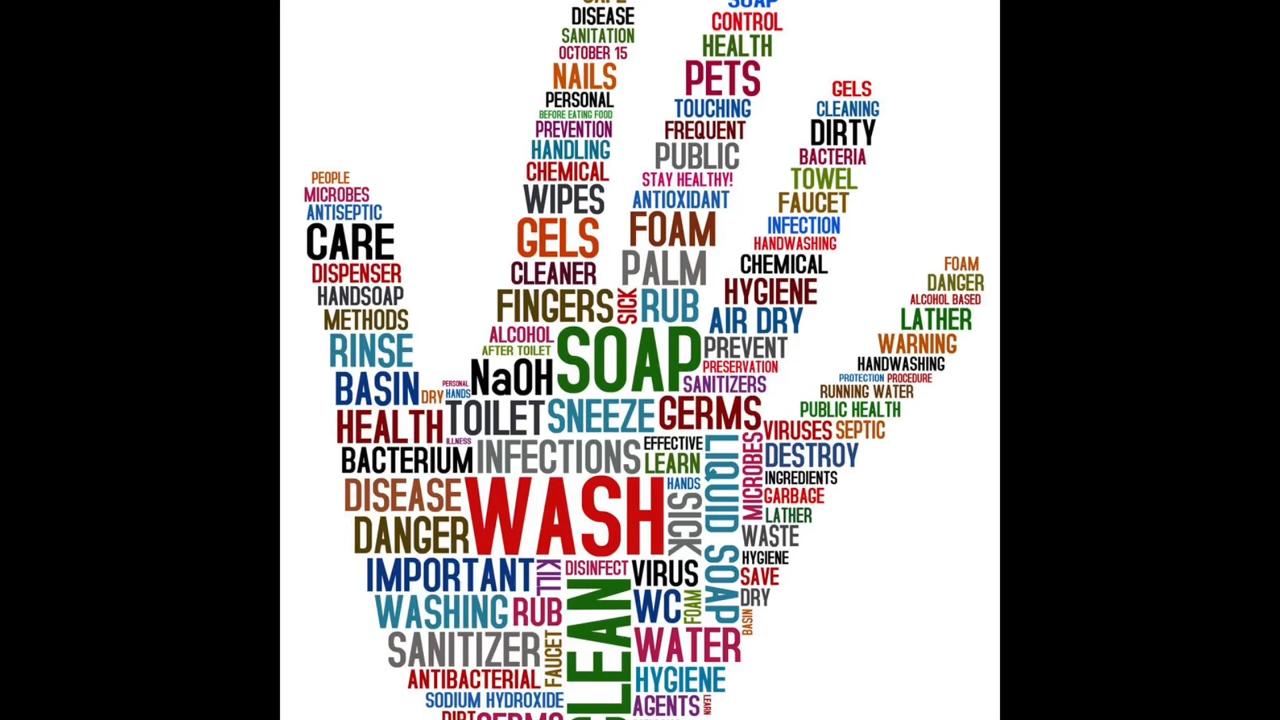 DISEASE
SANITATION
OCTOBER 15
NAILS
PERSONAL
BEFORE EATING FOOD
PREVENTION
HANDLING
CHEMICAL
WIPES
GELS
CLEANER
FINGERS
SICK
ALCOHOL
AFTER TOILET
SOAP
CONTROL
HEALTH
PETS
TOUCHING
FREQUENT
PUBLIC
STAY HEALTHY!
ANTIOXIDANT
FOAM
PALM
RUB
GELS
CLEANING
DIRTY
BACTERIA
TOWEL
FAUCET
INFECTION
HANDWASHING
CHEMICAL
HYGIENE
AIR DRY
PREVENT
PRESERVATION
SANITIZERS
FOAM
DANGER
ALCOHOL BASED
LATHER
WARNING
HANDWASHING
PROTECTION PROCEDURE
RUNNING WATER
PUBLIC HEALTH
VIRUSES SEPTIC
DESTROY
INGREDIENTS
GARBAGE
LATHER
WASTE
HYGIENE
SAVE
DRY
BASIN
PEOPLE
MICROBES
ANTISEPTIC
CARE
DISPENSER
HANDSOAP
METHODS
RINSE
BASIN
DRY
PERSONAL
HANDS
NaOH
SOAP
HEALTH
TOILET
SNEEZE
GERMS
ILLNESS
BACTERIUM
INFECTIONS
EFFECTIVE
LEARN
HANDS
LIQUID SOAP
MICROBES
DISEASE
WASH
SICK
DANGER
IMPORTANT
KILL
DISINFECT
VIRUS
WASHING
RUB
CLEAN
WC
FOAM
SANITIZER
FAUCET
WATER
ANTIBACTERIAL
HYGIENE
SODIUM HYDROXIDE
AGENTS
LEARN
DIRT
GERMS